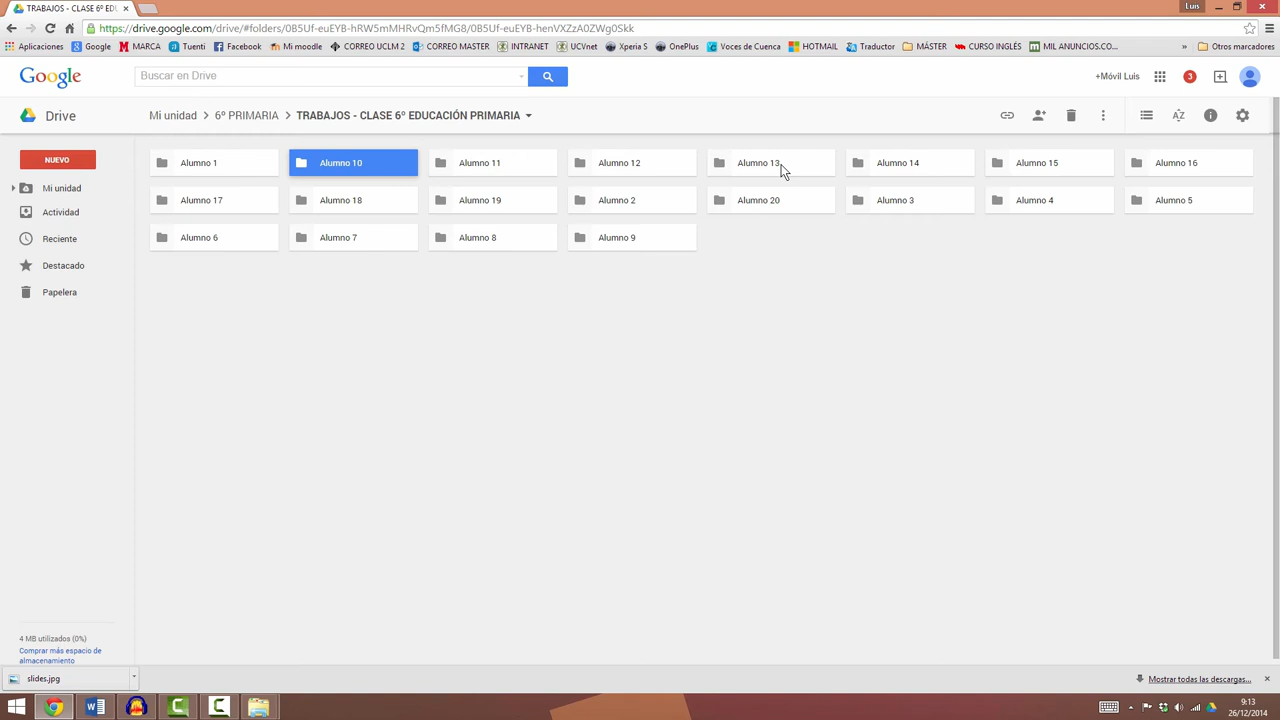 TRABAJOS - CLASE 6º EDU
Luis
https://drive.google.com/drive/#folders/0B5Uf-euEYB-hRW5mMHRvQm5fMG8/0B5Uf-euEYB-henVXZzA0ZWg0Skk
Aplicaciones Google MARCA Tuenti Facebook Mi moodle CORREO UCLM 2 CORREO MASTER INTRANET UCVnet Xperia S OnePlus Voces de Cuenca HOTMAIL Traductor MÁSTER CURSO INGLÉS MIL ANUNCIOS.CO... » Otros marcadores
Google Buscar en Drive +Móvil Luis 3
Drive Mi unidad > 6º PRIMARIA > TRABAJOS - CLASE 6º EDUCACIÓN PRIMARIA
NUEVO
Mi unidad
Actividad
Reciente
Destacado
Papelera
Alumno 1 Alumno 10 Alumno 11 Alumno 12 Alumno 13 Alumno 14 Alumno 15 Alumno 16
Alumno 17 Alumno 18 Alumno 19 Alumno 2 Alumno 20 Alumno 3 Alumno 4 Alumno 5
Alumno 6 Alumno 7 Alumno 8 Alumno 9
4 MB utilizados (0%)
Comprar más espacio de
almacenamiento
slides.jpg Mostrar todas las descargas...
9:13
26/12/2014